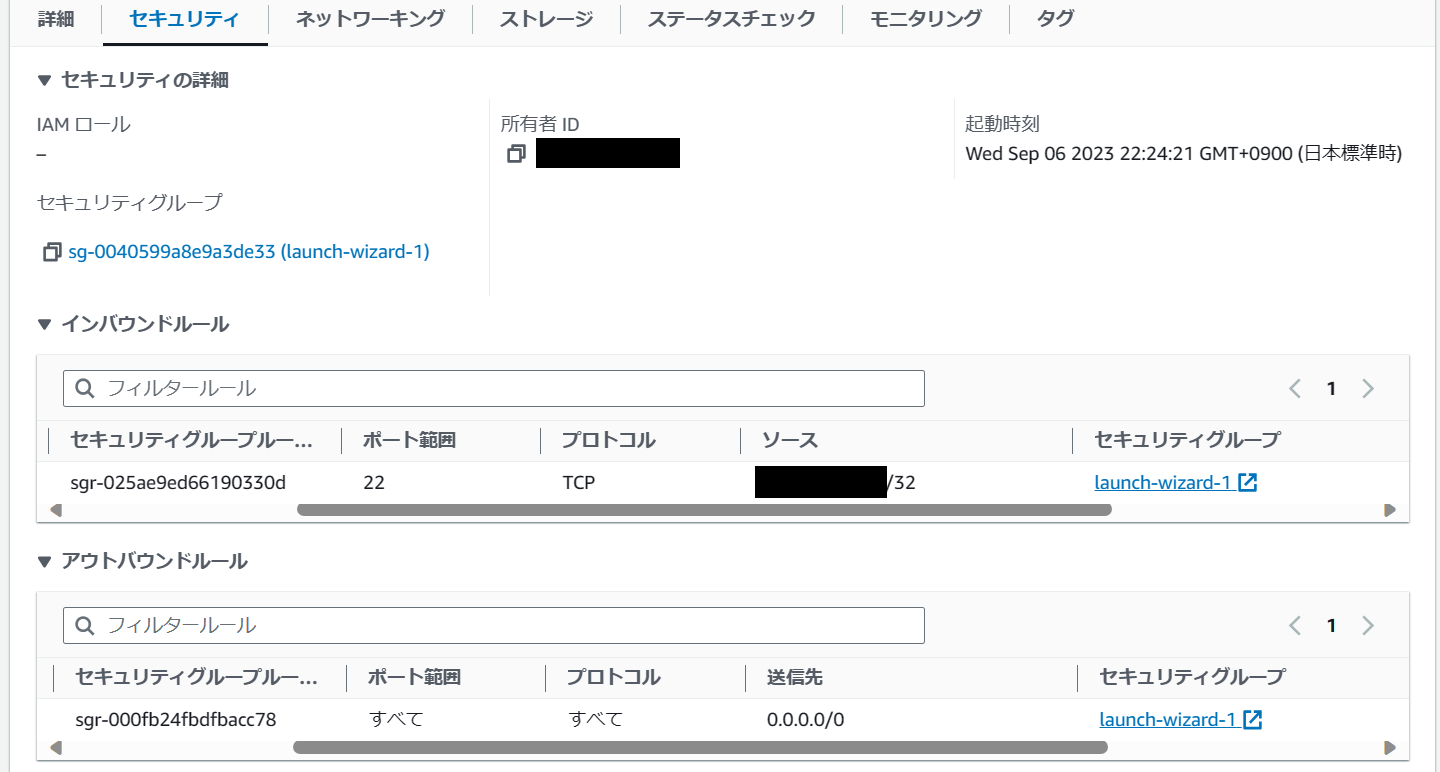 詳細 セキュリティ ネットワーキング ストレージ ステータスチェック モニタリング タグ
▼ セキュリティの詳細
IAM ロール 所有者 ID 起動時刻
– Wed Sep 06 2023 22:24:21 GMT+0900 (日本標準時)
セキュリティグループ
sg-0040599a8e9a3de33 (launch-wizard-1)
▼ インバウンドルール
フィルタールール 1
セキュリティグループルー... ポート範囲 プロトコル ソース セキュリティグループ
sgr-025ae9ed66190330d 22 TCP /32 launch-wizard-1
▼ アウトバウンドルール
フィルタールール 1
セキュリティグループルー... ポート範囲 プロトコル 送信先 セキュリティグループ
sgr-000fb24fbdfbacc78 すべて すべて 0.0.0.0/0 launch-wizard-1